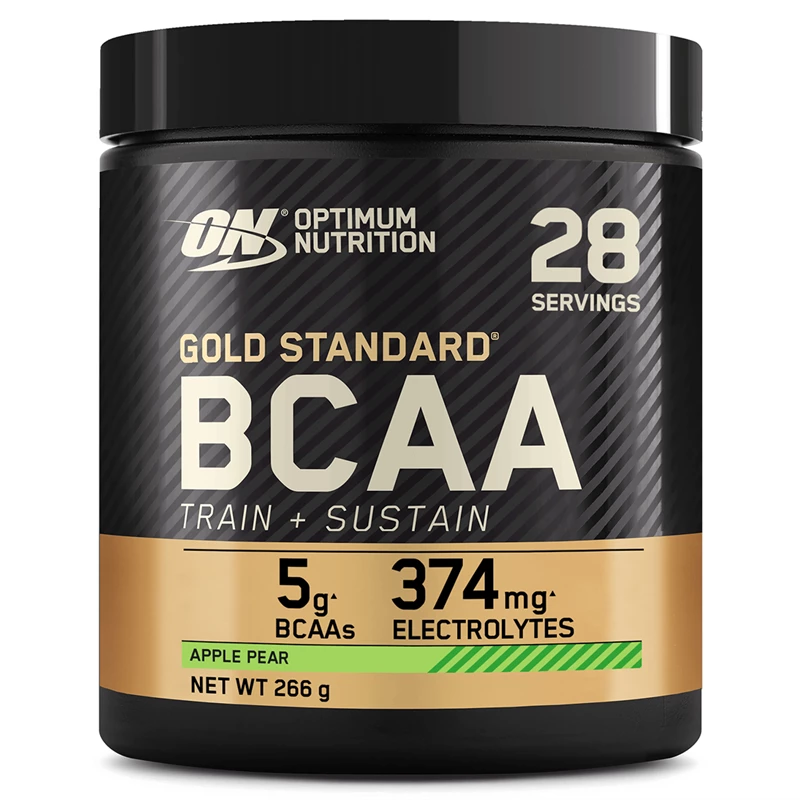 ON® OPTIMUM
NUTRITION
28
SERVINGS
GOLD STANDARD®
BCAA
TRAIN + SUSTAIN
5g▲ 374mg▲
BCAAs ELECTROLYTES
APPLE PEAR
NET WT 266 g